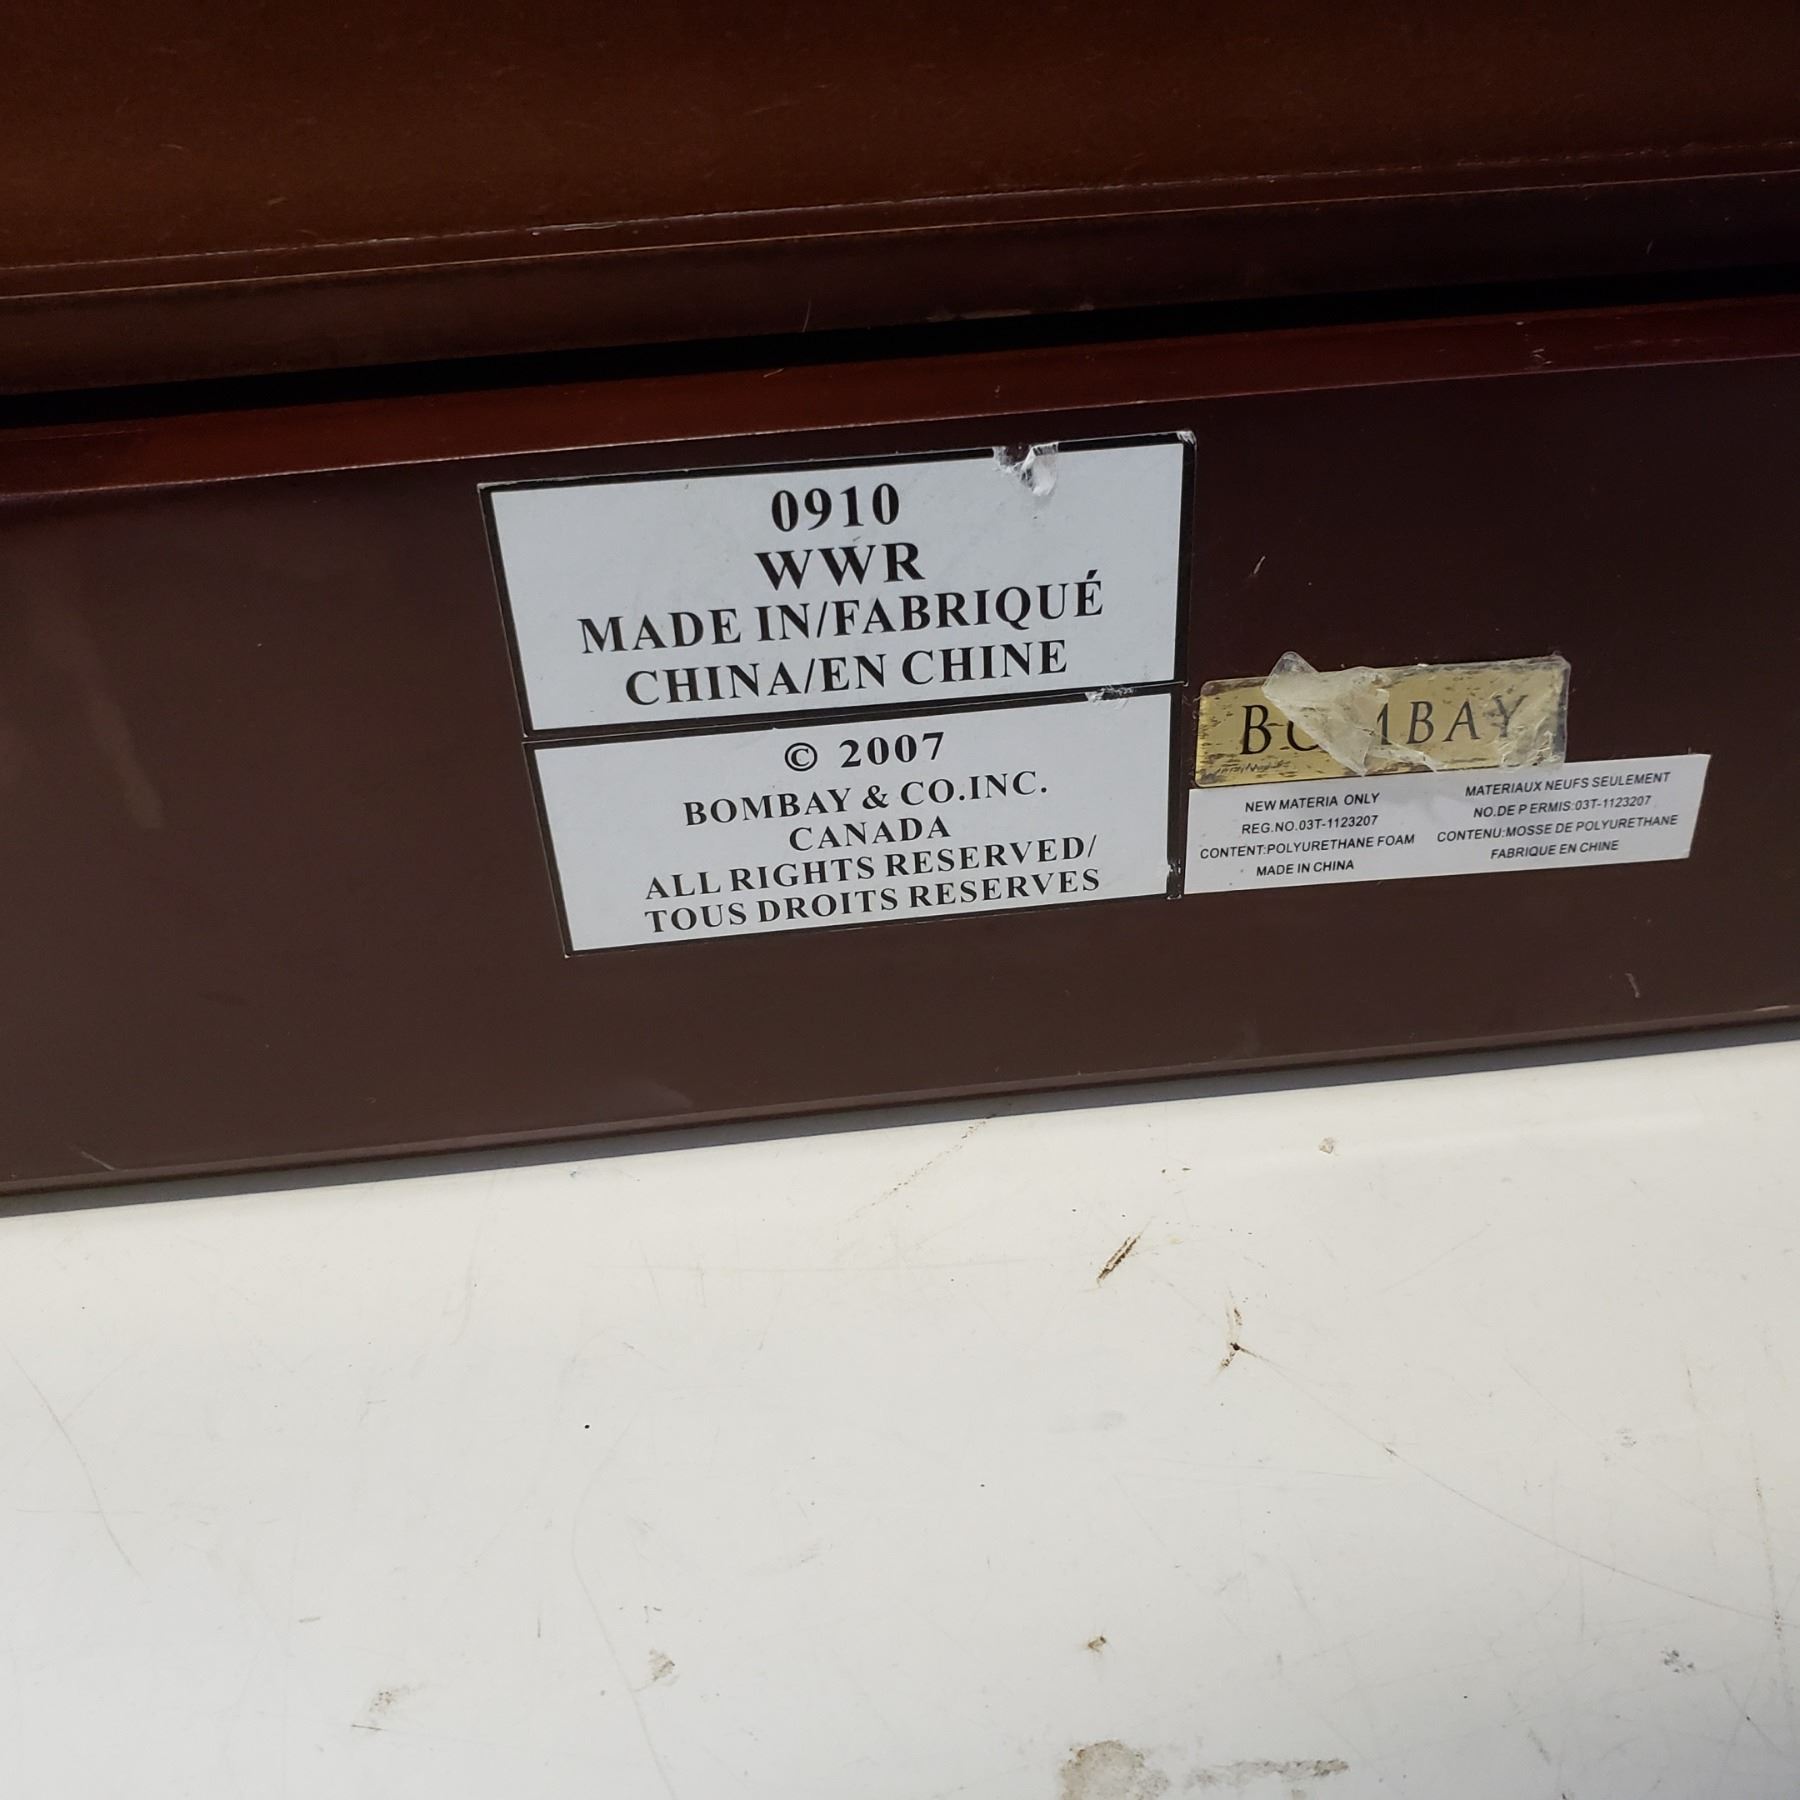 0910
WWR
MADE IN/FABRIQUÉ
CHINA/EN CHINE
© 2007
BOMBAY & CO.INC.
CANADA
ALL RIGHTS RESERVED/
TOUS DROITS RESERVES
BOMBAY
NEW MATERIA ONLY
REG.NO.03T-1123207
CONTENT:POLYURETHANE FOAM
MADE IN CHINA
MATERIAUX NEUFS SEULEMENT
NO.DE P ERMIS:03T-1123207
CONTENU:MOSSE DE POLYURETHANE
FABRIQUE EN CHINE